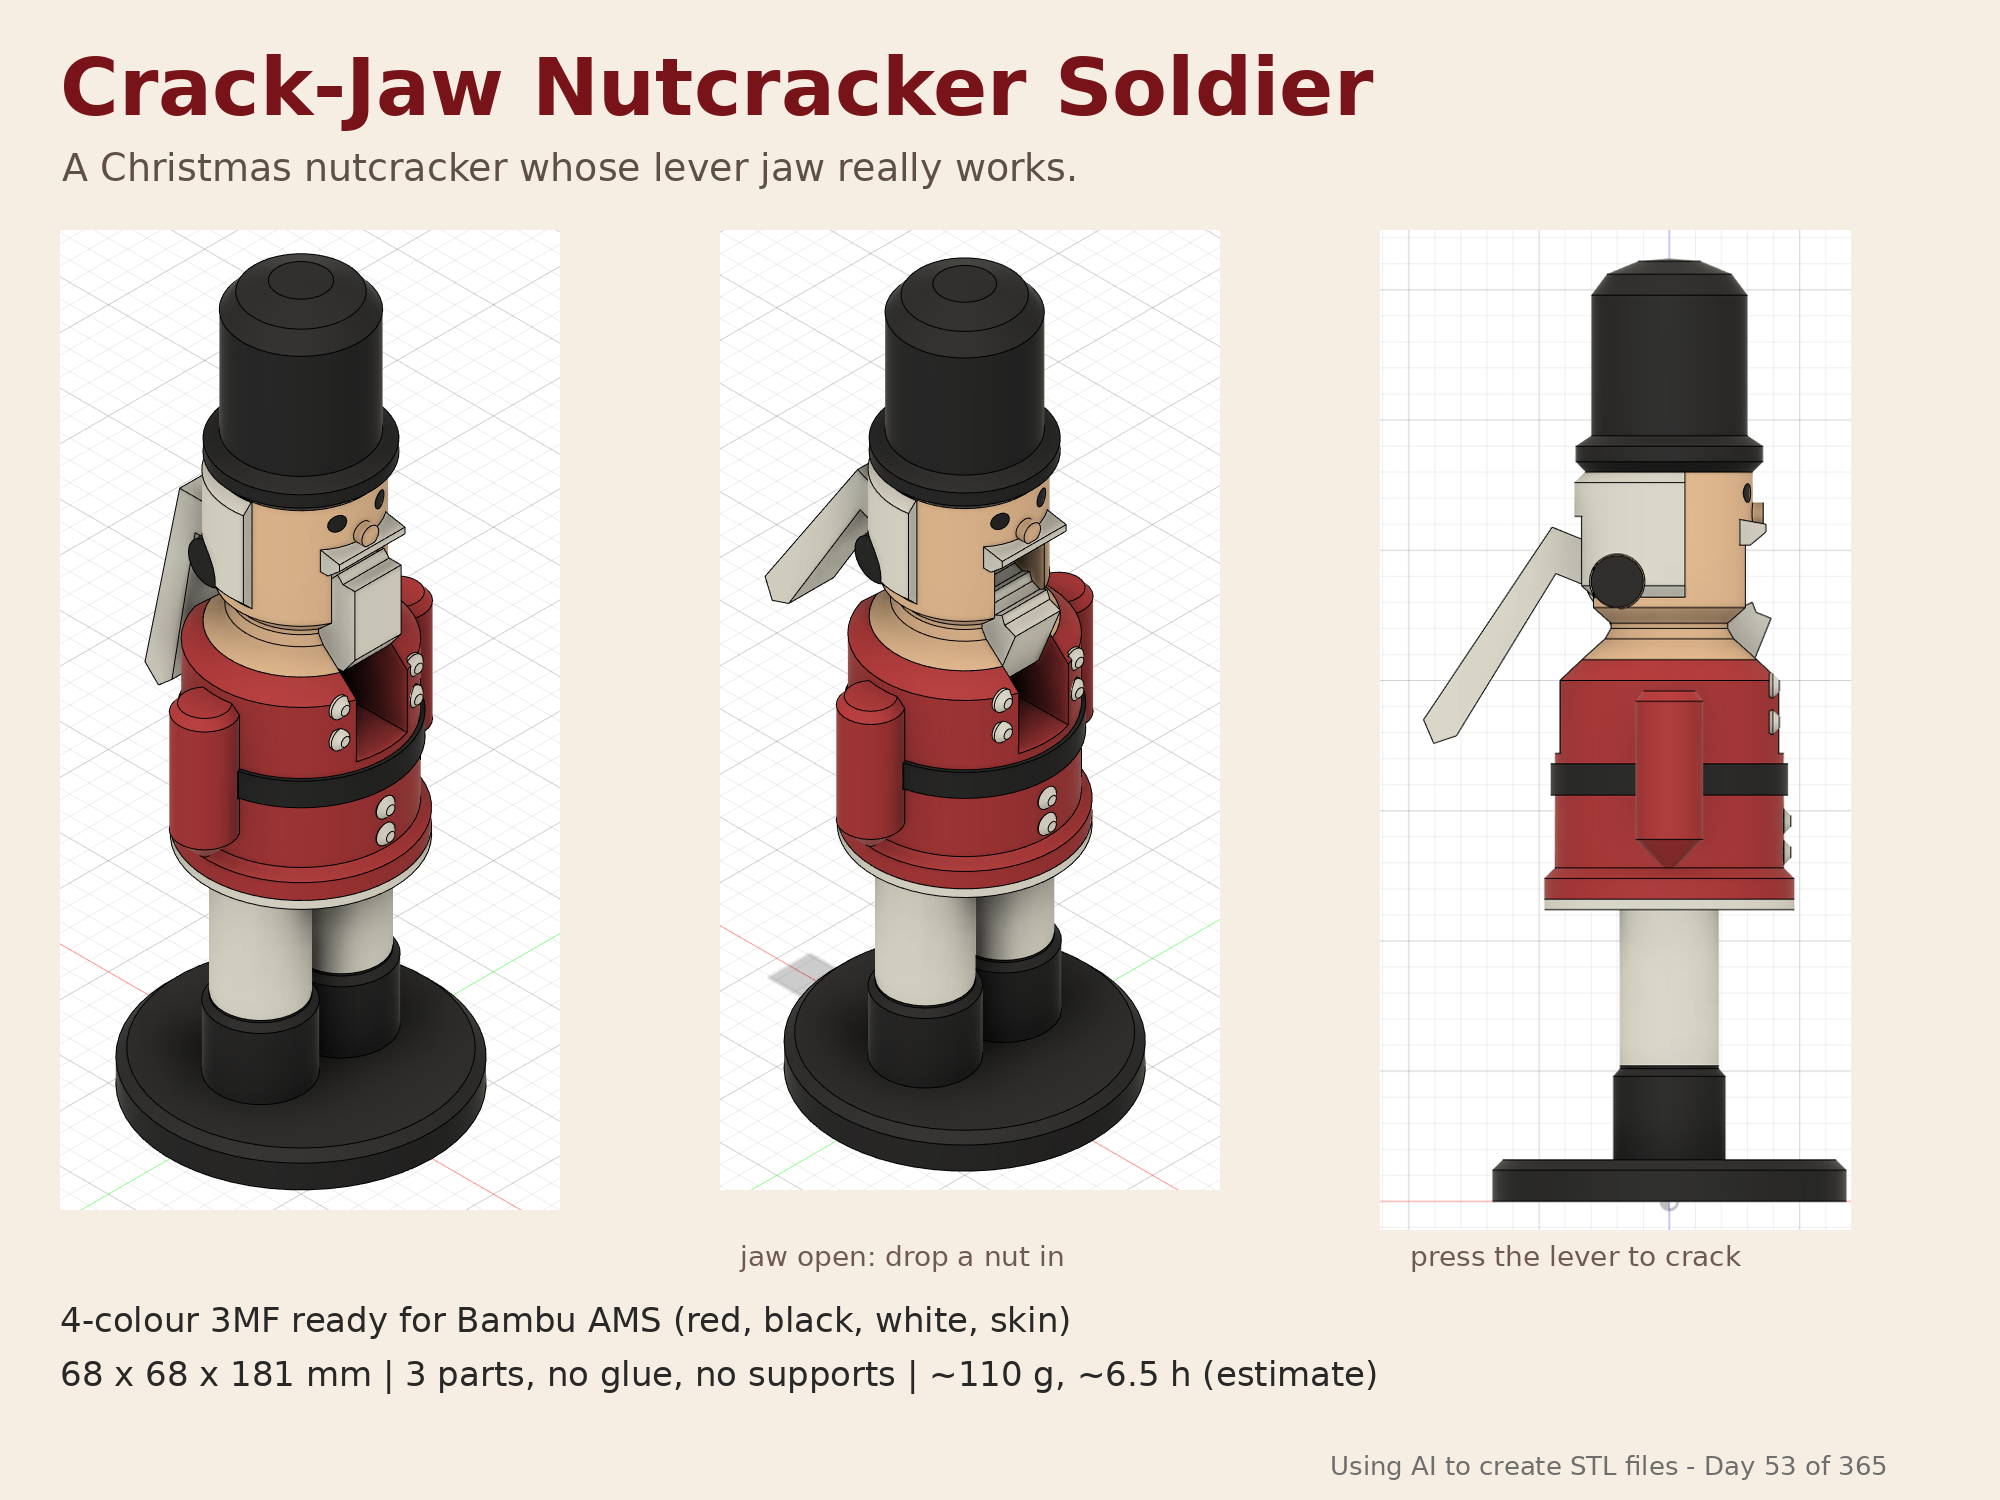 Crack-Jaw Nutcracker Soldier
A Christmas nutcracker whose lever jaw really works.
jaw open: drop a nut in
press the lever to crack
4-colour 3MF ready for Bambu AMS (red, black, white, skin)
68 x 68 x 181 mm | 3 parts, no glue, no supports | ~110 g, ~6.5 h (estimate)
Using AI to create STL files - Day 53 of 365